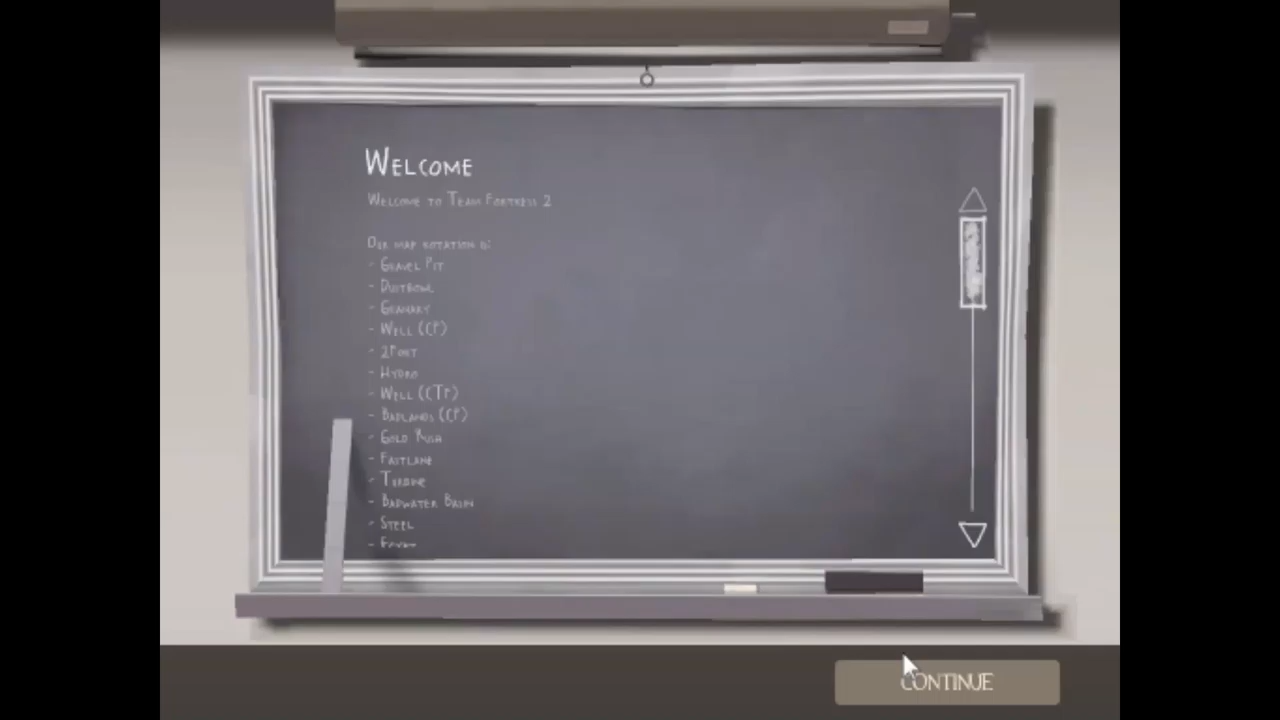 WELCOME
WELCOME TO TEAM FORTRESS 2
OUR MAP ROTATION IS:
- GRAVEL PIT
- DUSTBOWL
- GRANARY
- WELL (CP)
- 2FORT
- HYDRO
- WELL (CTF)
- BADLANDS (CP)
- GOLD RUSH
- FASTLANE
- TURBINE
- BADWATER BASIN
- STEEL
CONTINUE